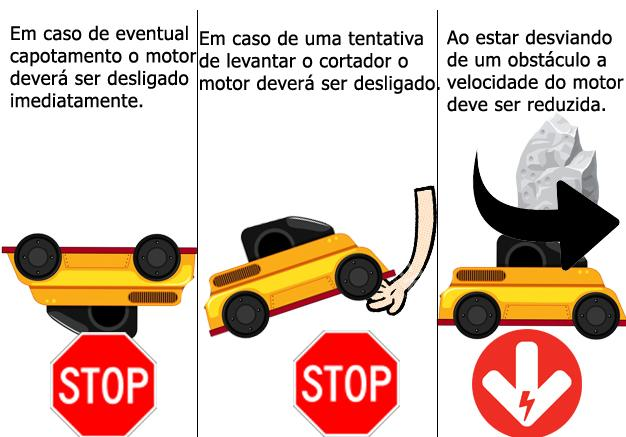 Em caso de eventual
capotamento o motor
deverá ser desligado
imediatamente.
Em caso de uma tentativa
de levantar o cortador o
motor deverá ser desligado.
Ao estar desviando
de um obstáculo a
velocidade do motor
deve ser reduzida.
STOP
STOP